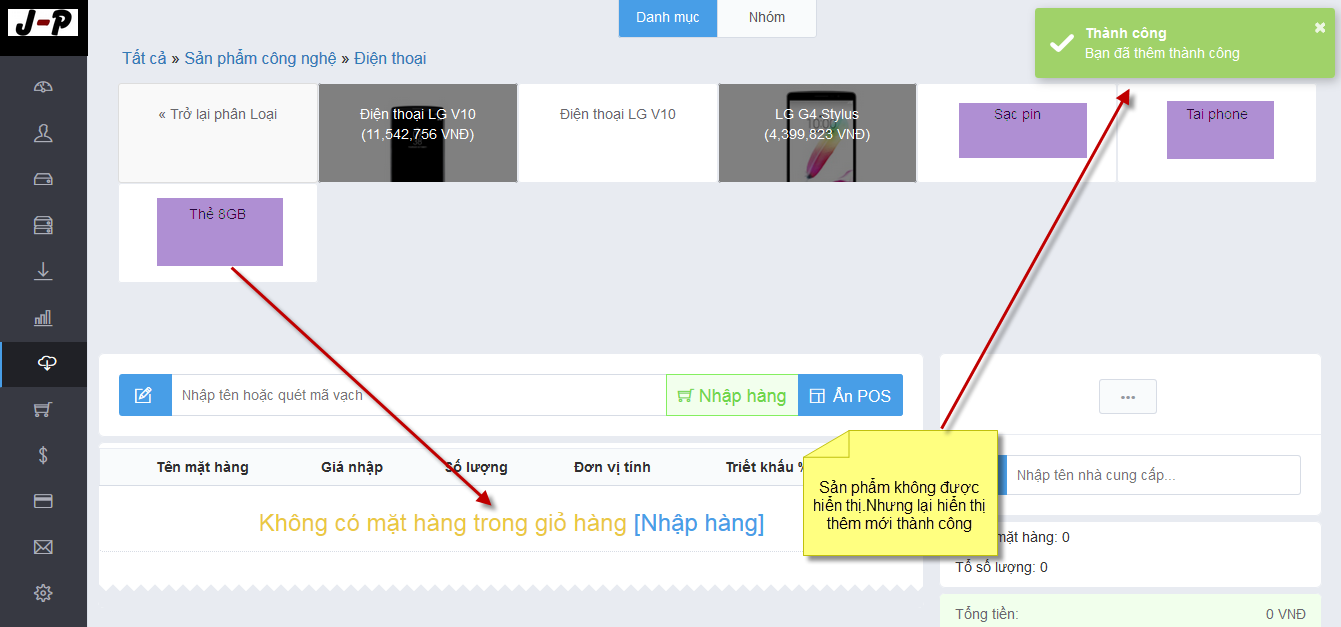 J-P
Danh mục
Nhóm
Thành công
Bạn đã thêm thành công
Tất cả » Sản phẩm công nghệ » Điện thoại
« Trở lại phân Loại
Điện thoại LG V10
(11,542,756 VNĐ)
Điện thoại LG V10
LG G4 Stylus
(4,399,823 VNĐ)
Sạc pin
Tai phone
Thẻ 8GB
Nhập tên hoặc quét mã vạch
Nhập hàng
Ẩn POS
...
Tên mặt hàng
Giá nhập
Số lượng
Đơn vị tính
Triết khấu %
Nhập tên nhà cung cấp...
Sản phẩm không được
hiển thị.Nhưng lại hiển thị
thêm mới thành công
Không có mặt hàng trong giỏ hàng [Nhập hàng]
mặt hàng: 0
Tổ số lượng: 0
Tổng tiền:
0 VNĐ